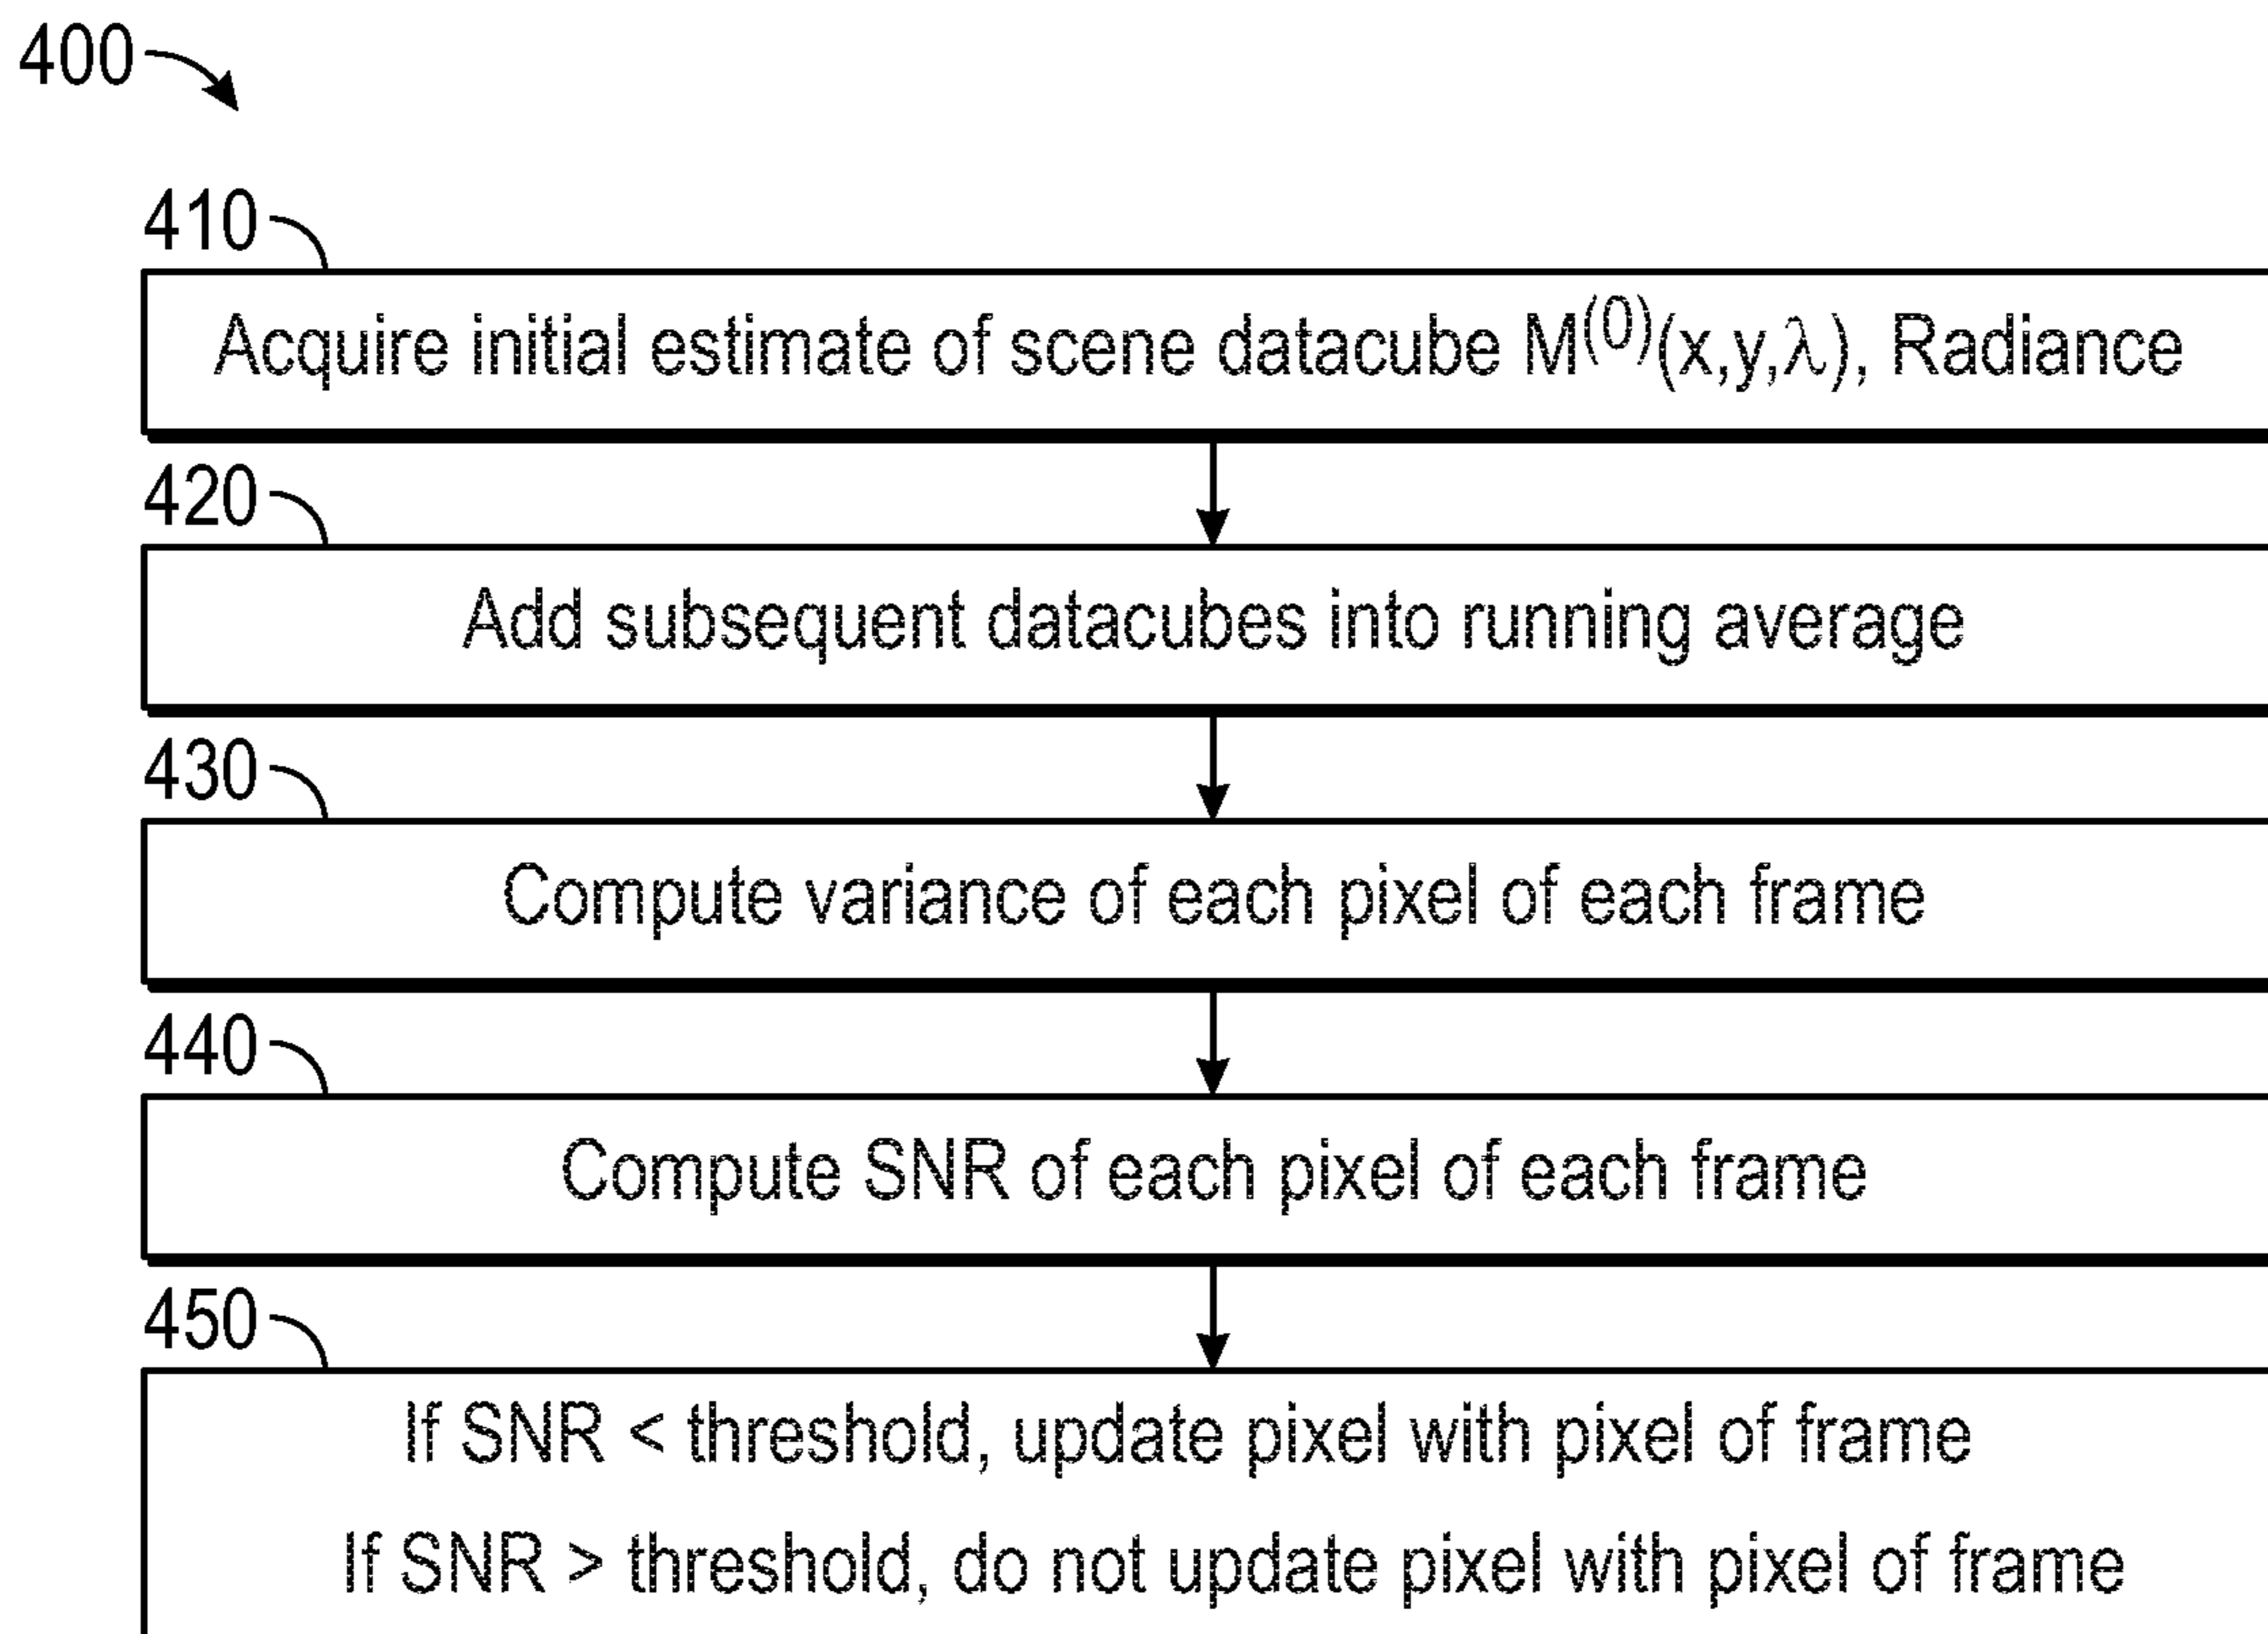 400
410
Acquire initial estimate of scene datacube M⁽⁰⁾(x,y,λ), Radiance
420
Add subsequent datacubes into running average
430
Compute variance of each pixel of each frame
440
Compute SNR of each pixel of each frame
450
If SNR < threshold, update pixel with pixel of frame
If SNR > threshold, do not update pixel with pixel of frame